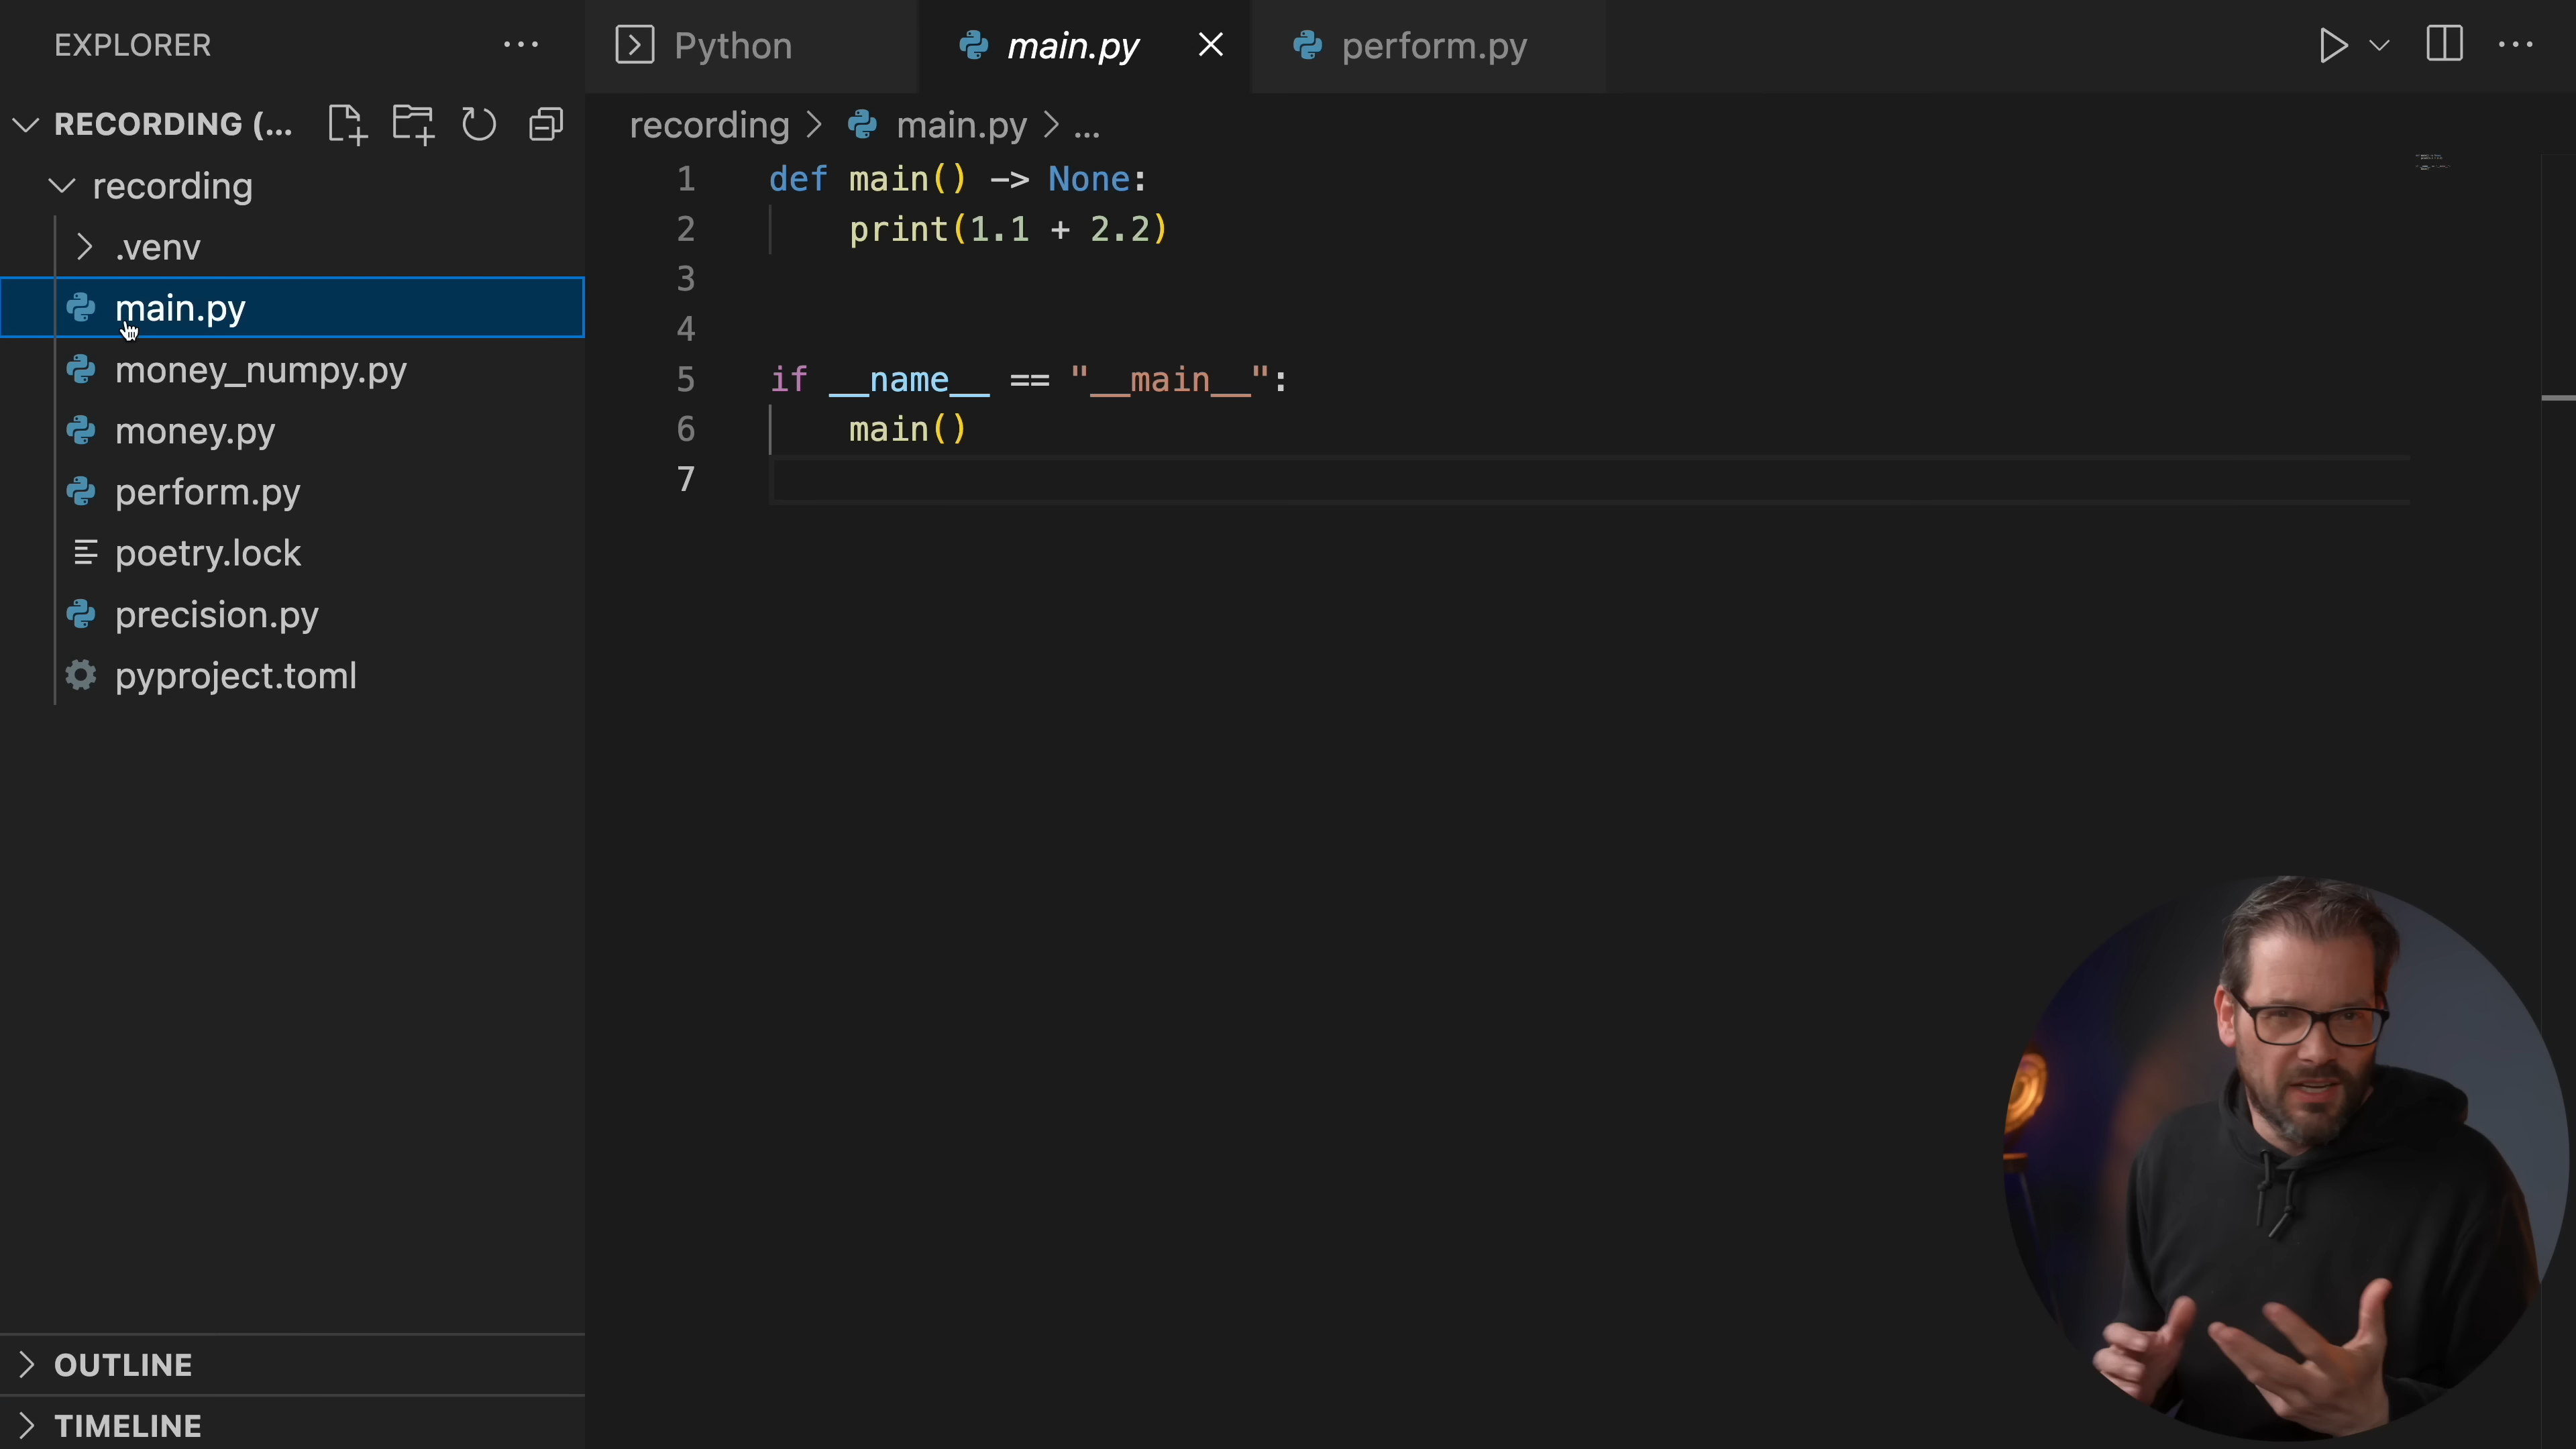 EXPLORER
RECORDING (...
recording
.venv
main.py
money_numpy.py
money.py
perform.py
poetry.lock
precision.py
pyproject.toml
OUTLINE
TIMELINE
Python
main.py
perform.py
recording > main.py > ...
1 def main() -> None:
2     print(1.1 + 2.2)
3
4
5 if __name__ == "__main__":
6     main()
7